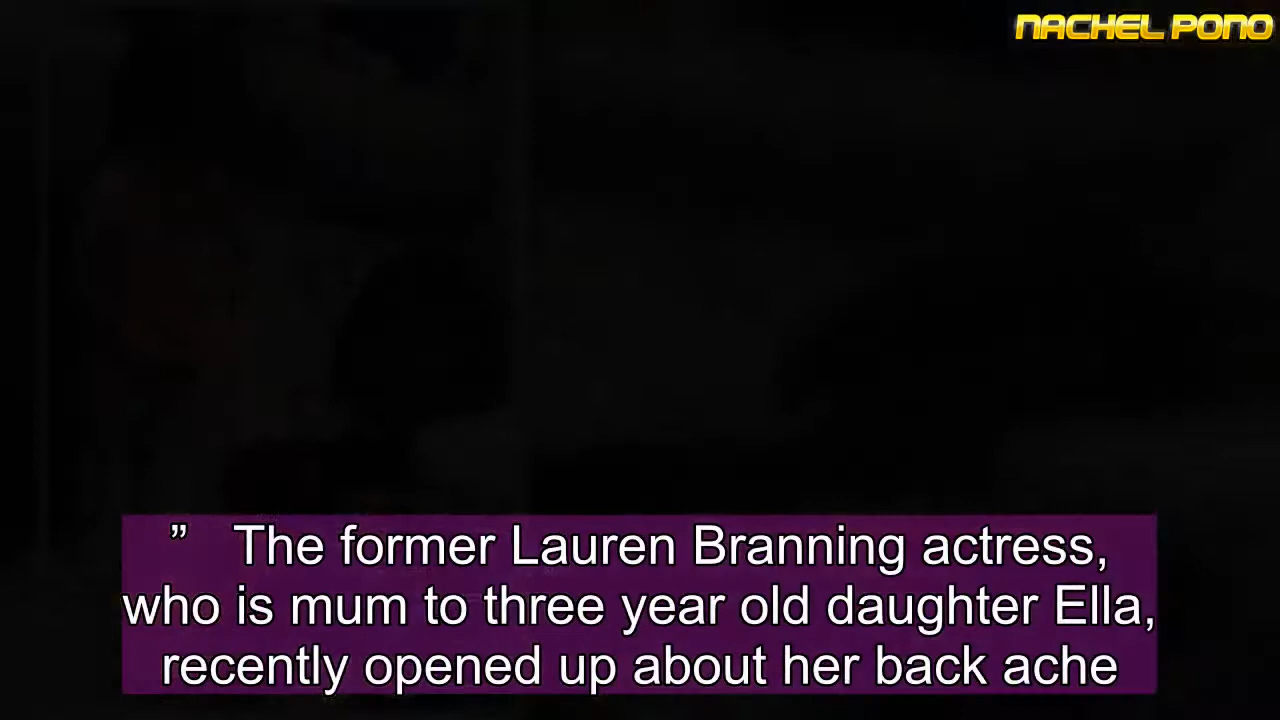 NACHEL PONO
” The former Lauren Branning actress,
who is mum to three year old daughter Ella,
recently opened up about her back ache